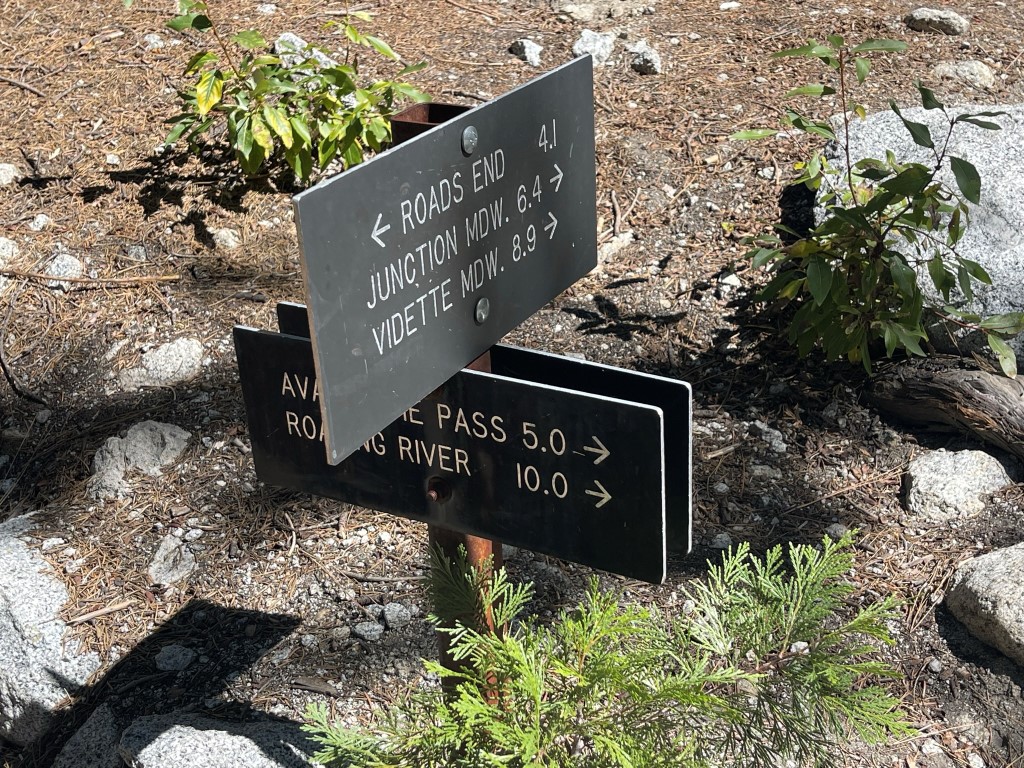 ← ROADS END 4.1
JUNCTION MDW. 6.4 →
VIDETTE MDW. 8.9 →
PASS 5.0 →
RIVER 10.0 →